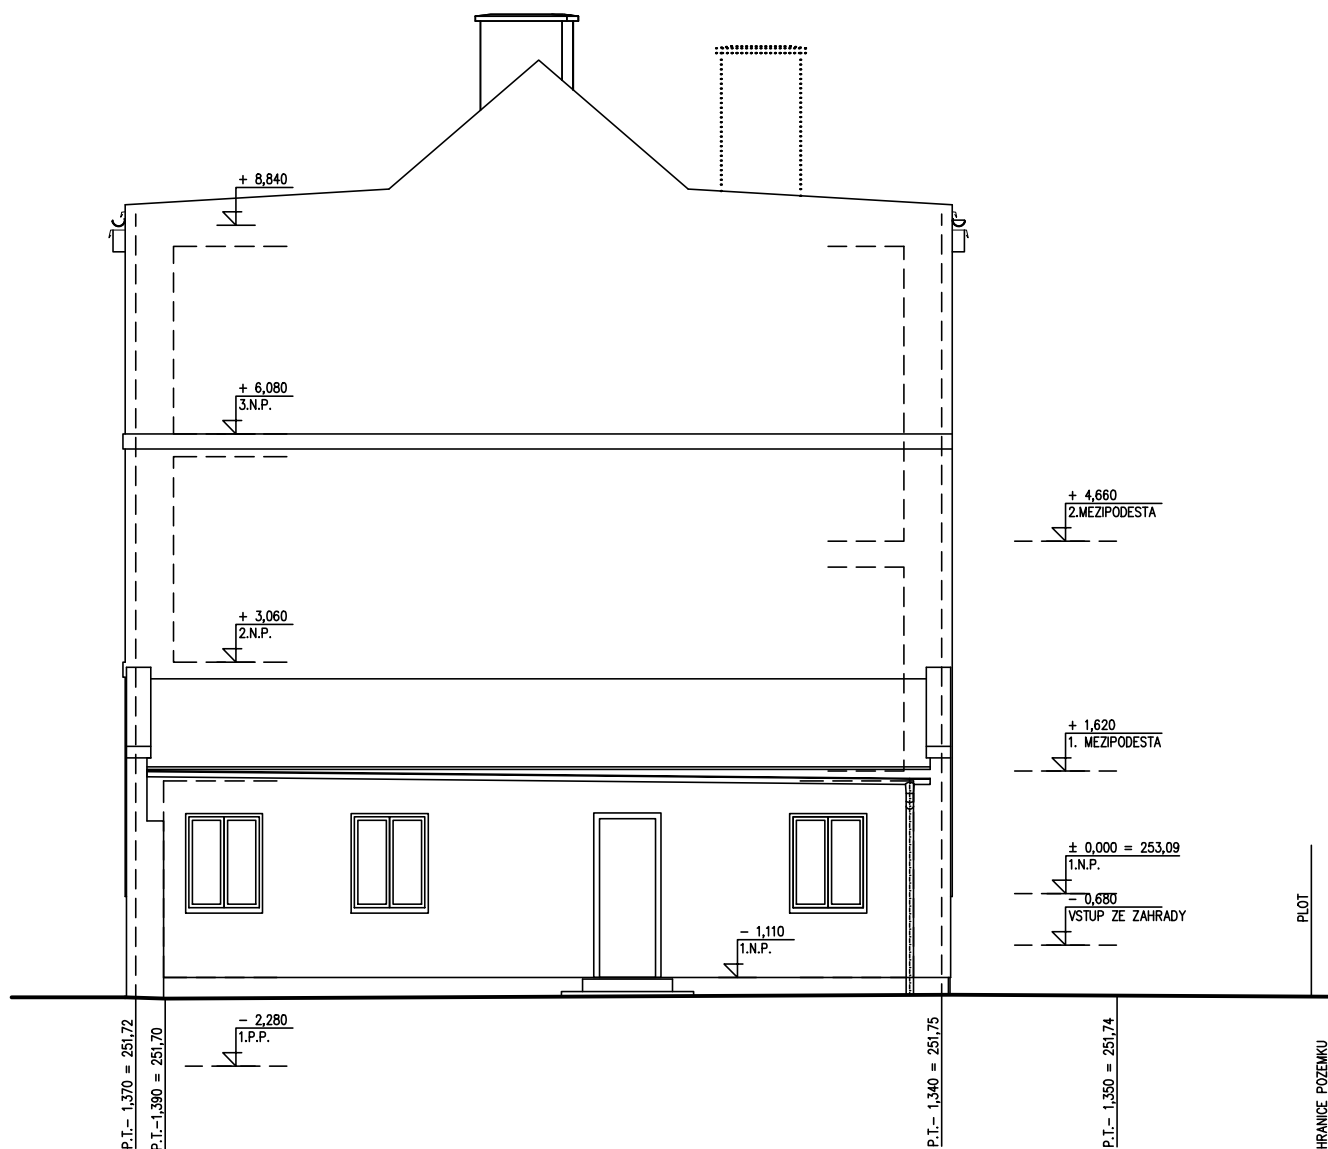 + 8,840
+ 6,080
3.N.P.
+ 4,660
2.MEZIPODESTA
+ 3,060
2.N.P.
+ 1,620
1. MEZIPODESTA
± 0,000 = 253,09
1.N.P.
- 0,680
VSTUP ZE ZAHRADY
PLOT
- 1,110
1.N.P.
- 2,280
1.P.P.
P.T.- 1,370 = 251,72
P.T.-1,390 = 251,70
P.T.- 1,340 = 251,75
P.T.- 1,350 = 251,74
HRANICE POZEMKU